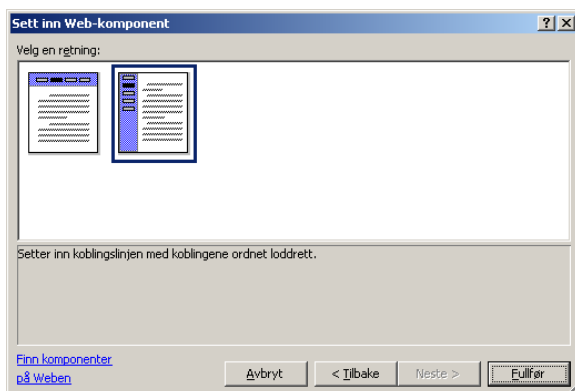 Sett inn Web-komponent
Velg en retning:
Setter inn koblingslinjen med koblingene ordnet loddrett.
Finn komponenter
på Weben
Avbryt
< Tilbake
Neste >
Fullfør